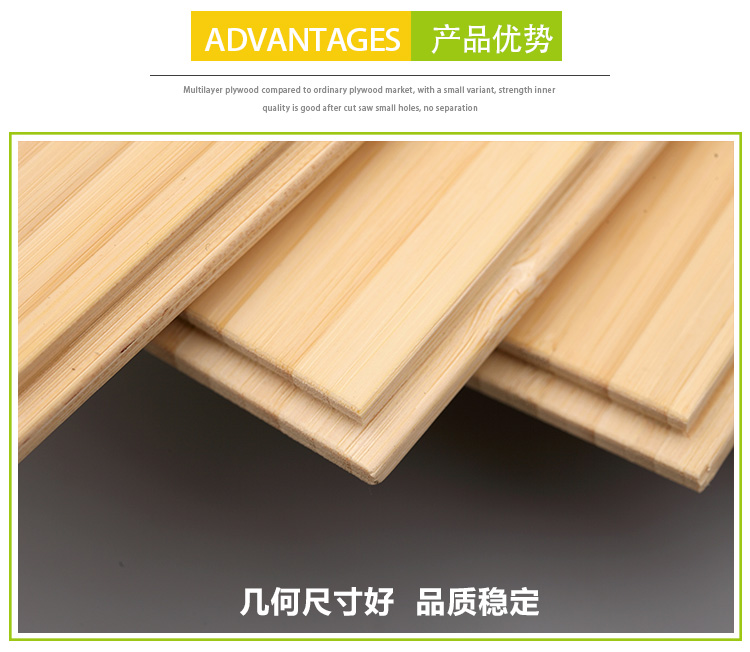 ADVANTAGES 产品优势
Multilayer plywood compared to ordinary plywood market, with a small variant, strength inner
quality is good after cut saw small holes, no separation
几何尺寸好 品质稳定